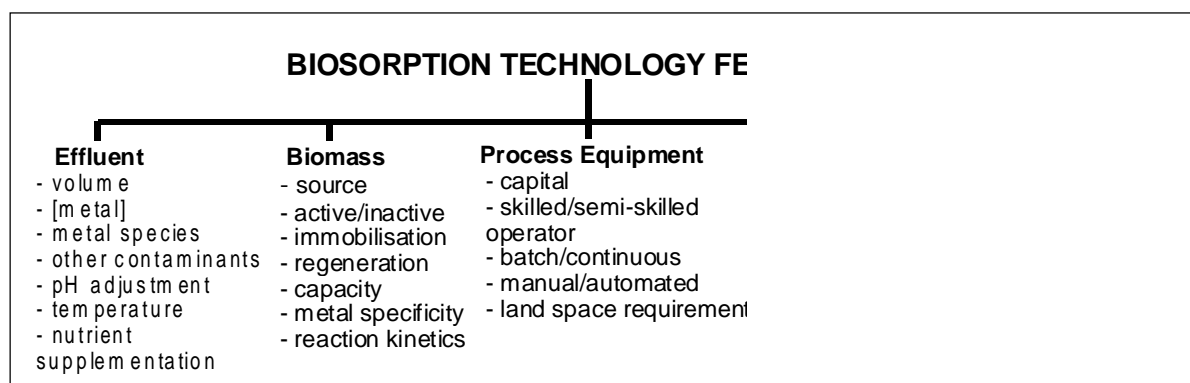 BIOSORPTION TECHNOLOGY FE
Effluent
- volume
- [metal]
- metal species
- other contaminants
- pH adjustment
- temperature
- nutrient
supplementation
Biomass
- source
- active/inactive
- immobilisation
- regeneration
- capacity
- metal specificity
- reaction kinetics
Process Equipment
- capital
- skilled/semi-skilled
operator
- batch/continuous
- manual/automated
- land space requirement